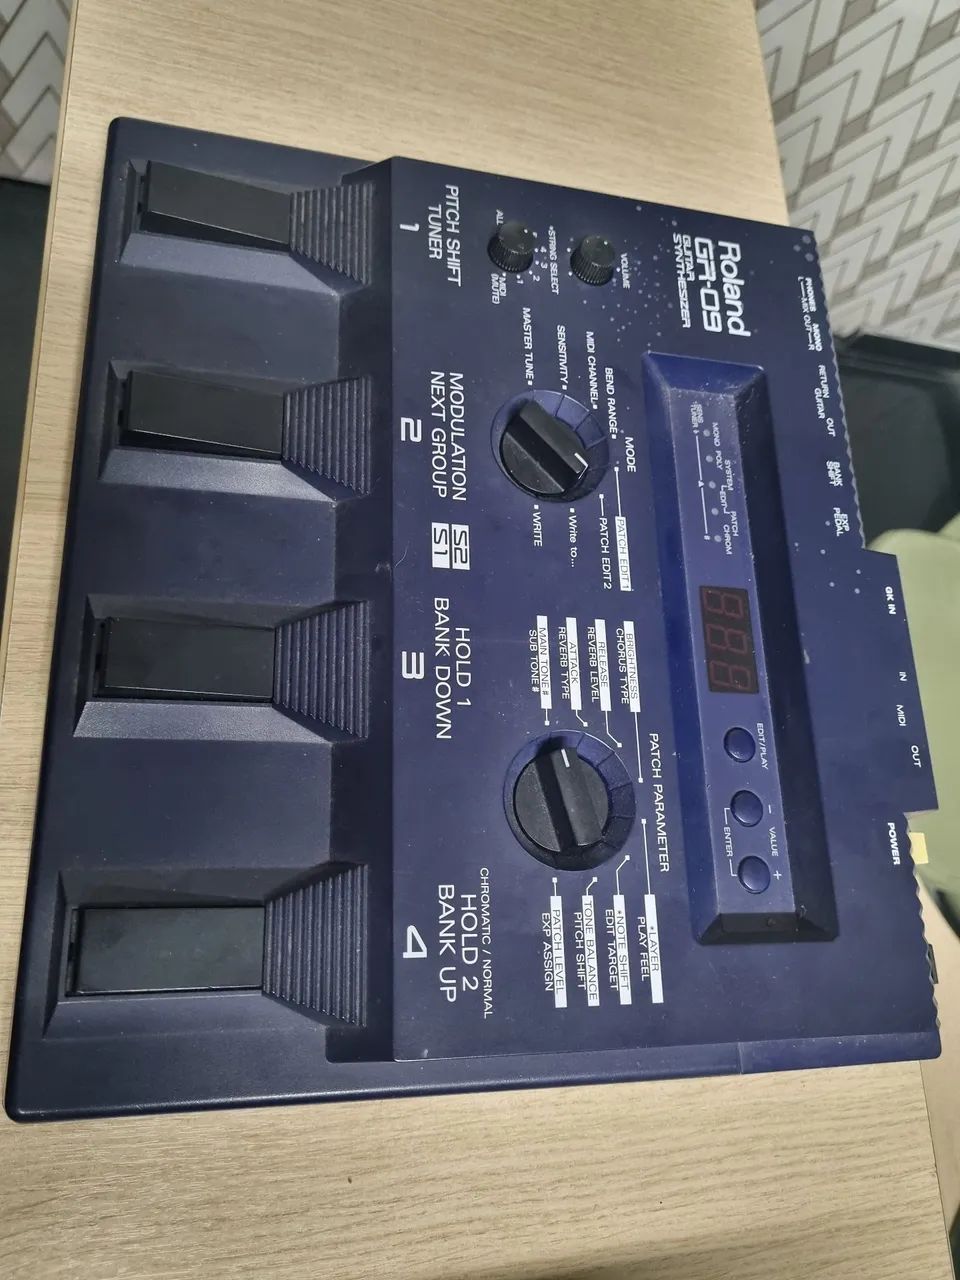 PHONES
MONO
MIX OUT
R
RETURN
OUT
GUITAR
BANK
SHIFT
EXP
PEDAL
GK IN
IN
MIDI
OUT
POWER
Roland
GR-09
GUITAR
SYNTHESIZER
TUNER
MONO
POLY
SYSTEM
EDIT
PATCH
CHROM
EDIT/PLAY
-
VALUE
+
ENTER
VOLUME
*STRING SELECT
4
3
2
1
ALL
*MIDI
(MUTE)
MODE
BEND RANGE
MIDI CHANNEL
SENSITIVITY
MASTER TUNE
PATCH EDIT 1
PATCH EDIT 2
Write to...
WRITE
PATCH PARAMETER
BRIGHTNESS
CHORUS TYPE
RELEASE
REVERB LEVEL
ATTACK
REVERB TYPE
MAIN TONE#
SUB TONE#
*LAYER
PLAY FEEL
*NOTE SHIFT
EDIT TARGET
TONE BALANCE
PITCH SHIFT
PATCH LEVEL
EXP ASSIGN
PITCH SHIFT
TUNER
1
MODULATION
NEXT GROUP
2
S2
S1
HOLD 1
BANK DOWN
3
CHROMATIC / NORMAL
HOLD 2
BANK UP
4